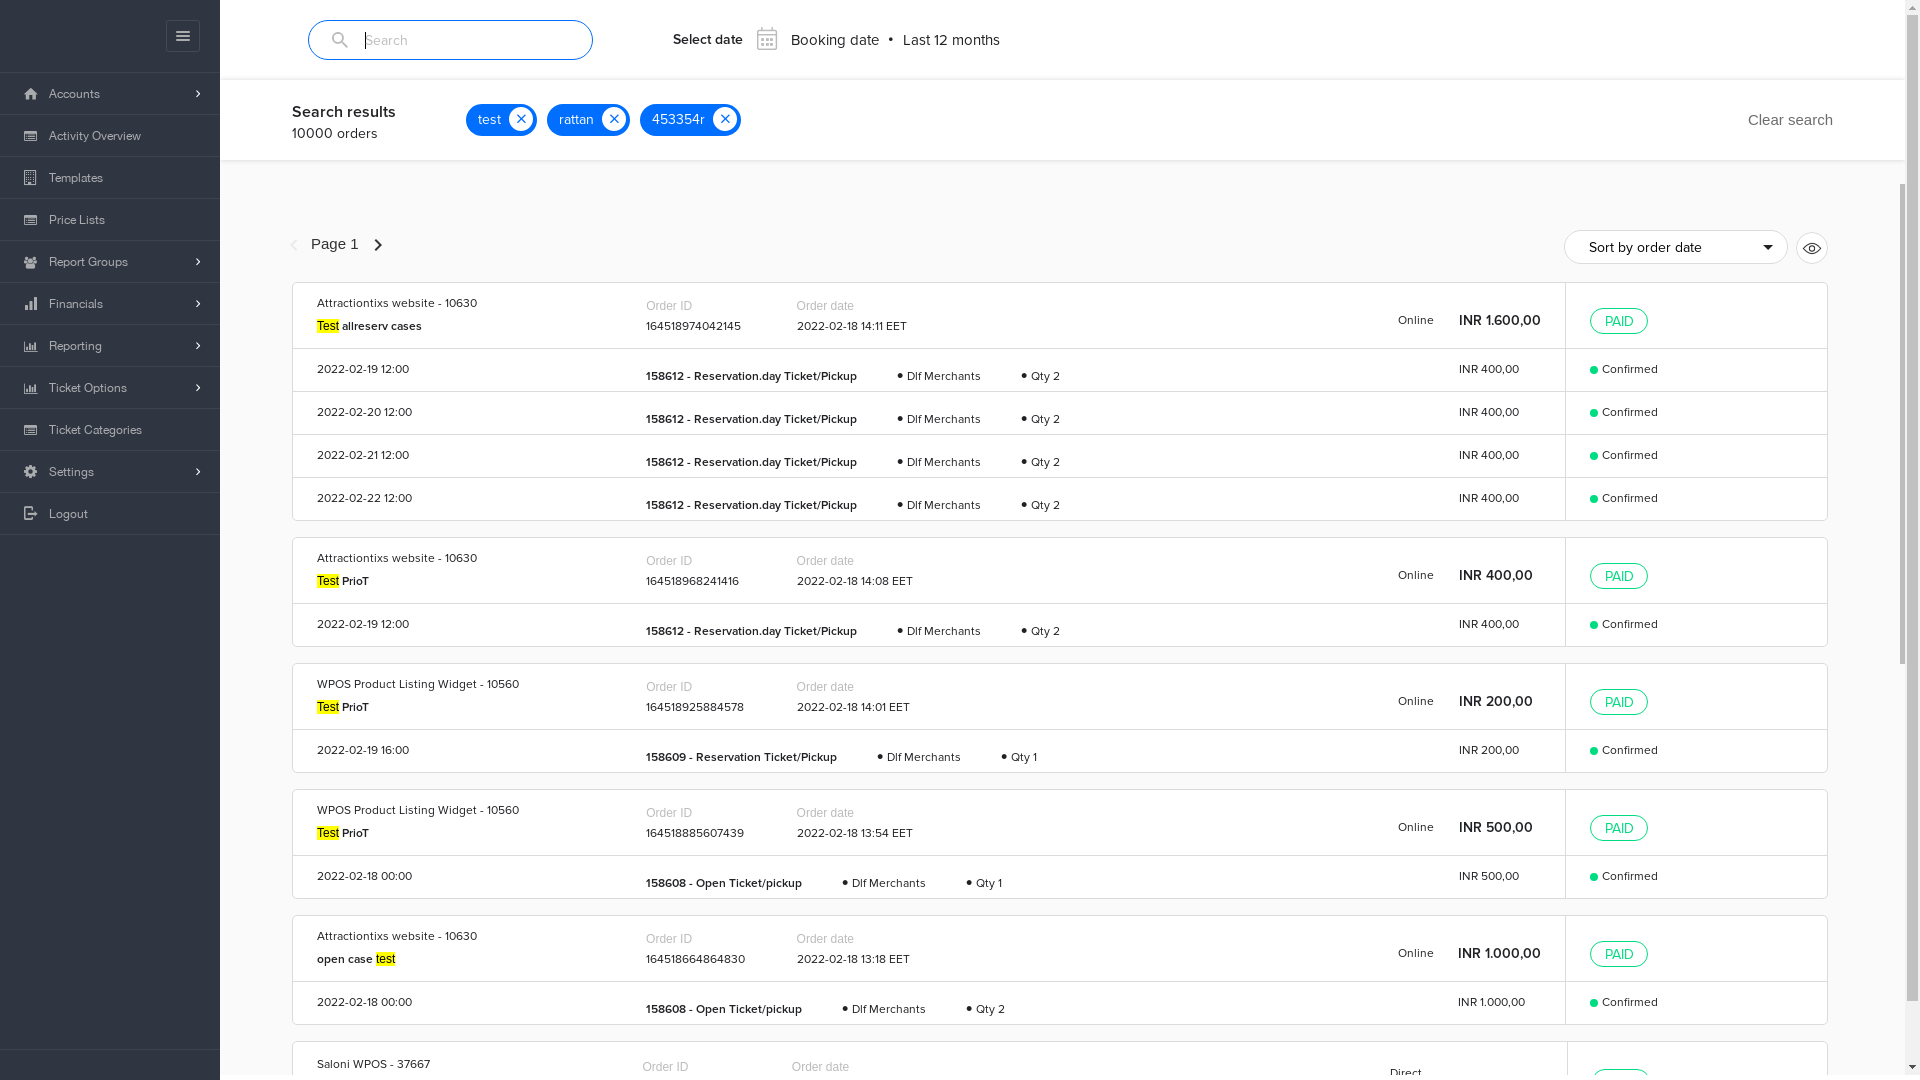 Search
Select date
Booking date • Last 12 months
Accounts
Activity Overview
Templates
Price Lists
Report Groups
Financials
Reporting
Ticket Options
Ticket Categories
Settings
Logout
Search results
10000 orders
test
rattan
453354r
Clear search
Page 1
Sort by order date
Attractiontixs website - 10630 Order ID Order date
Test allreserv cases 164518974042145 2022-02-18 14:11 EET Online INR 1.600,00 PAID
2022-02-19 12:00 158612 - Reservation.day Ticket/Pickup • Dlf Merchants • Qty 2 INR 400,00 Confirmed
2022-02-20 12:00 158612 - Reservation.day Ticket/Pickup • Dlf Merchants • Qty 2 INR 400,00 Confirmed
2022-02-21 12:00 158612 - Reservation.day Ticket/Pickup • Dlf Merchants • Qty 2 INR 400,00 Confirmed
2022-02-22 12:00 158612 - Reservation.day Ticket/Pickup • Dlf Merchants • Qty 2 INR 400,00 Confirmed
Attractiontixs website - 10630 Order ID Order date
Test PrioT 164518968241416 2022-02-18 14:08 EET Online INR 400,00 PAID
2022-02-19 12:00 158612 - Reservation.day Ticket/Pickup • Dlf Merchants • Qty 2 INR 400,00 Confirmed
WPOS Product Listing Widget - 10560 Order ID Order date
Test PrioT 164518925884578 2022-02-18 14:01 EET Online INR 200,00 PAID
2022-02-19 16:00 158609 - Reservation Ticket/Pickup • Dlf Merchants • Qty 1 INR 200,00 Confirmed
WPOS Product Listing Widget - 10560 Order ID Order date
Test PrioT 164518885607439 2022-02-18 13:54 EET Online INR 500,00 PAID
2022-02-18 00:00 158608 - Open Ticket/pickup • Dlf Merchants • Qty 1 INR 500,00 Confirmed
Attractiontixs website - 10630 Order ID Order date
open case test 164518664864830 2022-02-18 13:18 EET Online INR 1.000,00 PAID
2022-02-18 00:00 158608 - Open Ticket/pickup • Dlf Merchants • Qty 2 INR 1.000,00 Confirmed
Saloni WPOS - 37667 Order ID Order date
Direct